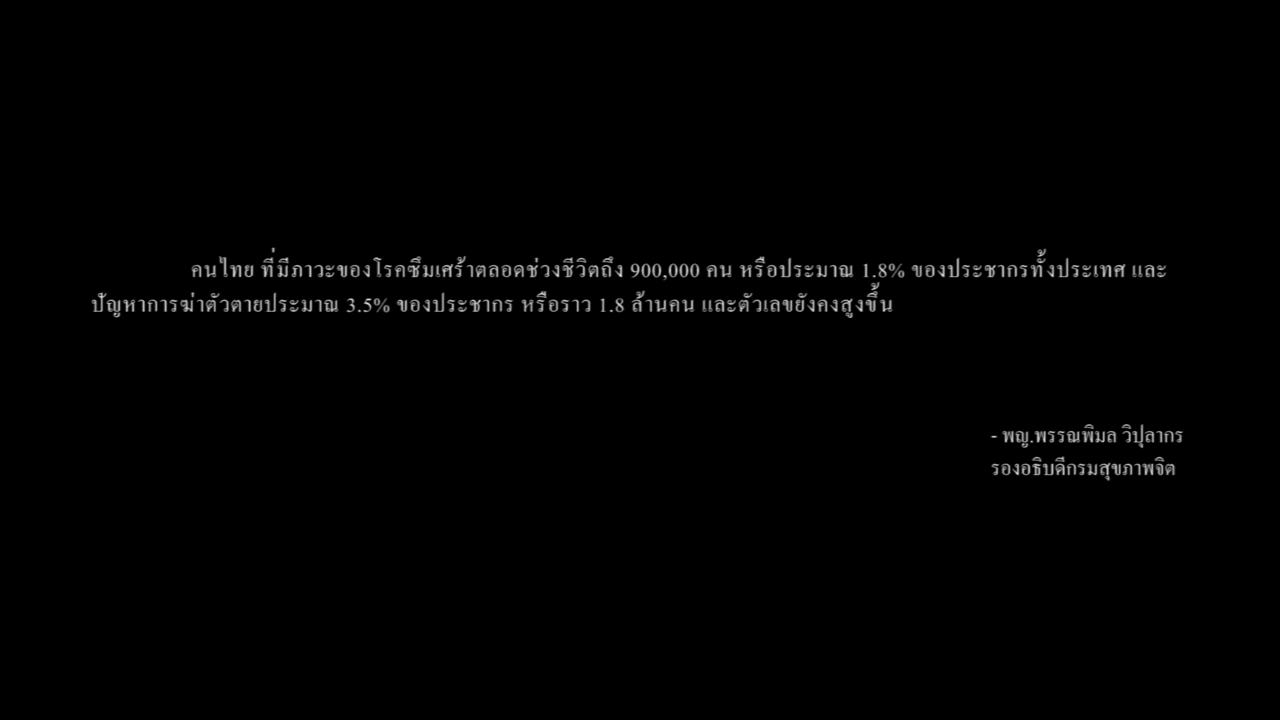 คนไทย ที่มีภาวะของโรคซึมเศร้าตลอดช่วงชีวิตถึง 900,000 คน หรือประมาณ 1.8% ของประชากรทั้งประเทศ และ
ปัญหาการฆ่าตัวตายประมาณ 3.5% ของประชากร หรือราว 1.8 ล้านคน และตัวเลขยังคงสูงขึ้น
- พญ.พรรณพิมล วิปุลากร
รองอธิบดีกรมสุขภาพจิต